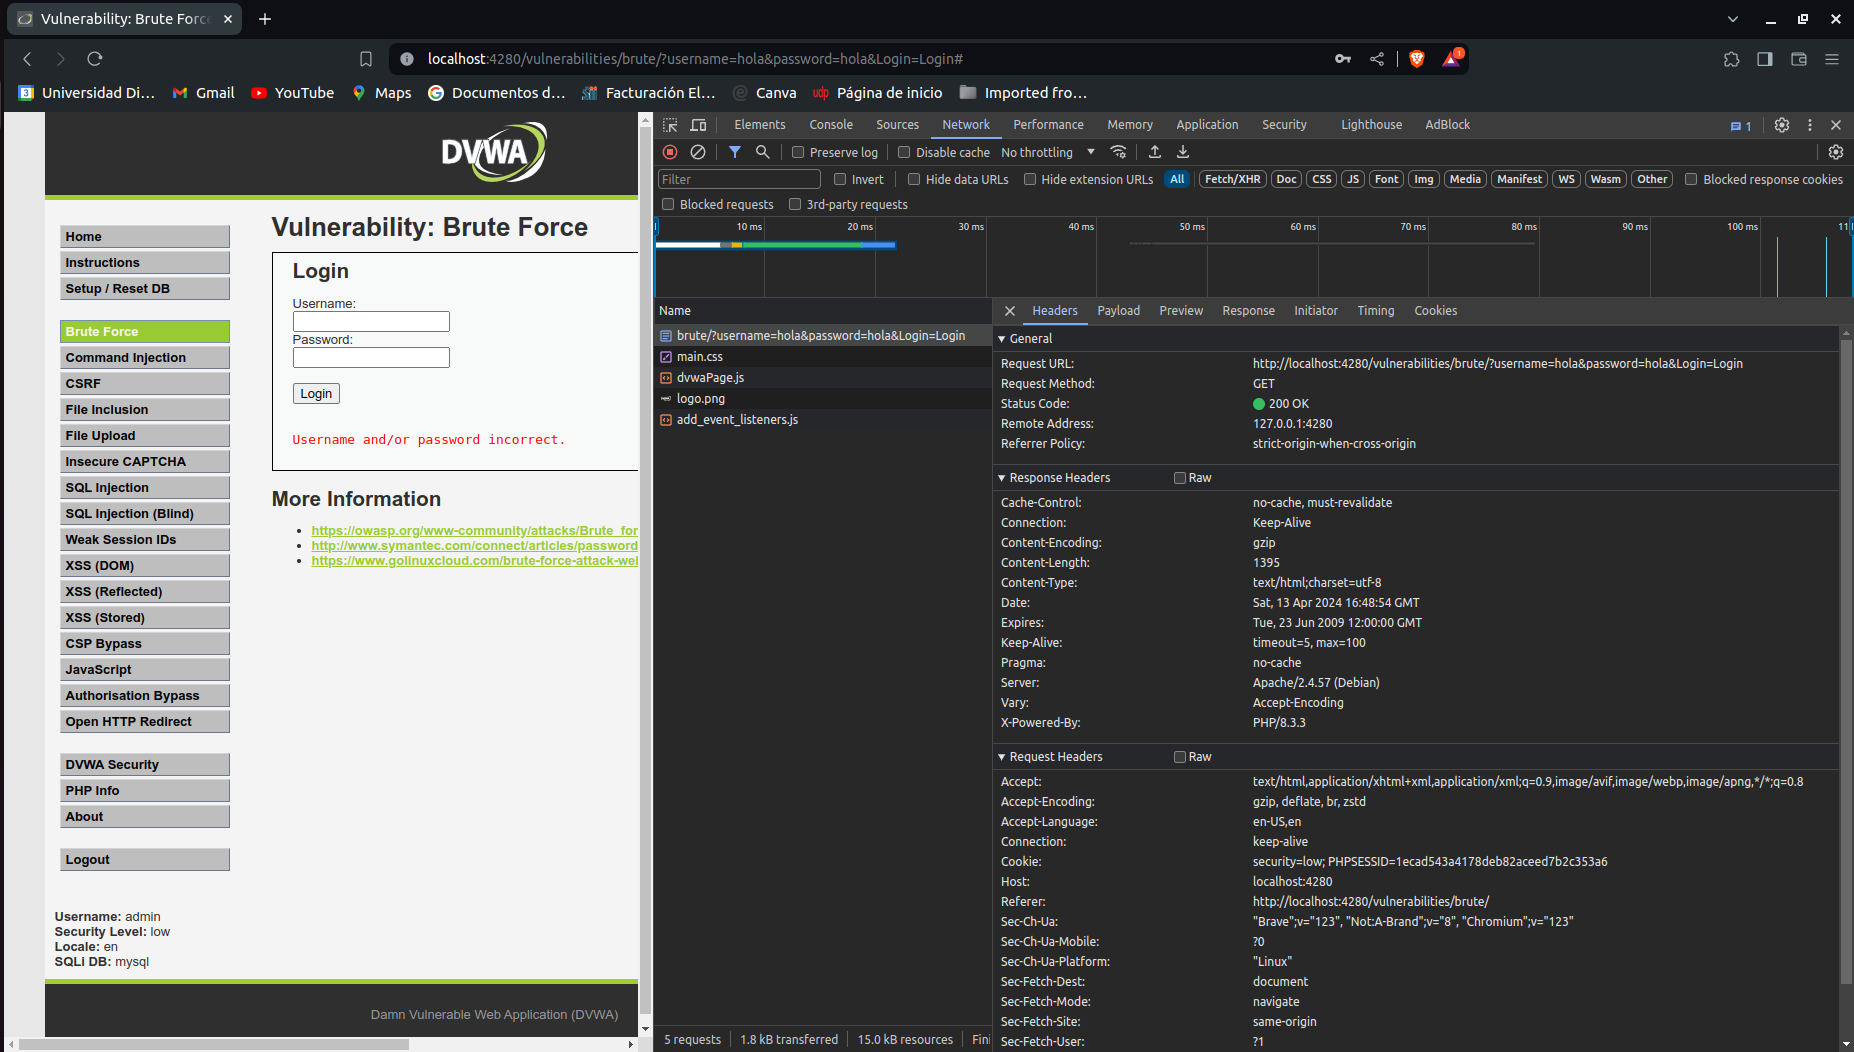 Vulnerability: Brute Forc
localhost:4280/vulnerabilities/brute/?username=hola&password=hola&Login=Login#
1
3 Universidad Di... Gmail YouTube Maps Documentos d... Facturación El... Canva udp Página de inicio Imported fro...
DVWA
Home
Instructions
Setup / Reset DB
Brute Force
Command Injection
CSRF
File Inclusion
File Upload
Insecure CAPTCHA
SQL Injection
SQL Injection (Blind)
Weak Session IDs
XSS (DOM)
XSS (Reflected)
XSS (Stored)
CSP Bypass
JavaScript
Authorisation Bypass
Open HTTP Redirect
DVWA Security
PHP Info
About
Logout
Username: admin
Security Level: low
Locale: en
SQLi DB: mysql
Vulnerability: Brute Force
Login
Username:
Password:
Login
Username and/or password incorrect.
More Information
https://owasp.org/www-community/attacks/Brute_for
http://www.symantec.com/connect/articles/password
https://www.golinuxcloud.com/brute-force-attack-wel
Damn Vulnerable Web Application (DVWA)
Elements Console Sources Network Performance Memory Application Security Lighthouse AdBlock 1
Preserve log Disable cache No throttling
Filter Invert Hide data URLs Hide extension URLs All Fetch/XHR Doc CSS JS Font Img Media Manifest WS Wasm Other Blocked response cookies
Blocked requests 3rd-party requests
10 ms 20 ms 30 ms 40 ms 50 ms 60 ms 70 ms 80 ms 90 ms 100 ms 11
Name
brute/?username=hola&password=hola&Login=Login
main.css
dvwaPage.js
logo.png
add_event_listeners.js
5 requests 1.8 kB transferred 15.0 kB resources Fini
Headers Payload Preview Response Initiator Timing Cookies
General
Request URL: http://localhost:4280/vulnerabilities/brute/?username=hola&password=hola&Login=Login
Request Method: GET
Status Code: 200 OK
Remote Address: 127.0.0.1:4280
Referrer Policy: strict-origin-when-cross-origin
Response Headers Raw
Cache-Control: no-cache, must-revalidate
Connection: Keep-Alive
Content-Encoding: gzip
Content-Length: 1395
Content-Type: text/html;charset=utf-8
Date: Sat, 13 Apr 2024 16:48:54 GMT
Expires: Tue, 23 Jun 2009 12:00:00 GMT
Keep-Alive: timeout=5, max=100
Pragma: no-cache
Server: Apache/2.4.57 (Debian)
Vary: Accept-Encoding
X-Powered-By: PHP/8.3.3
Request Headers Raw
Accept: text/html,application/xhtml+xml,application/xml;q=0.9,image/avif,image/webp,image/apng,*/*;q=0.8
Accept-Encoding: gzip, deflate, br, zstd
Accept-Language: en-US,en
Connection: keep-alive
Cookie: security=low; PHPSESSID=1ecad543a4178deb82aceed7b2c353a6
Host: localhost:4280
Referer: http://localhost:4280/vulnerabilities/brute/
Sec-Ch-Ua: "Brave";v="123", "Not:A-Brand";v="8", "Chromium";v="123"
Sec-Ch-Ua-Mobile: ?0
Sec-Ch-Ua-Platform: "Linux"
Sec-Fetch-Dest: document
Sec-Fetch-Mode: navigate
Sec-Fetch-Site: same-origin
Sec-Fetch-User: ?1